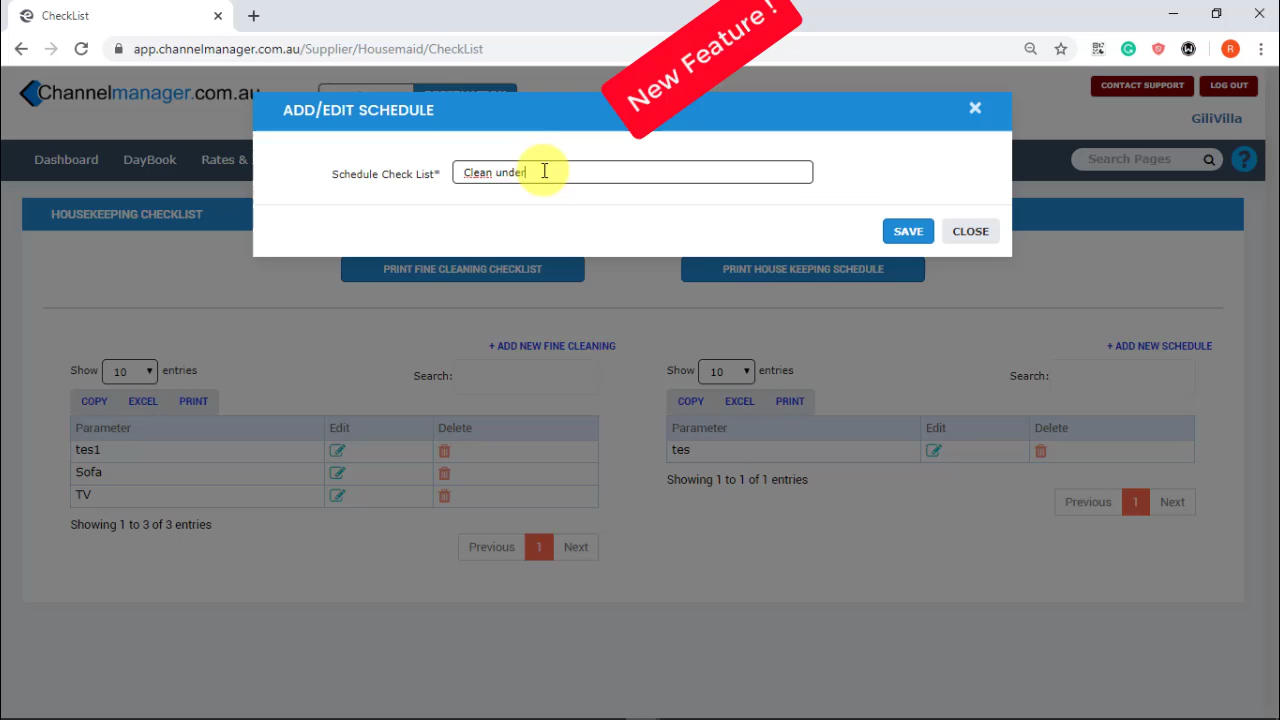 CheckList
app.channelmanager.com.au/Supplier/Housemaid/CheckList
R
New Feature !
Channelmanager.com.au
CONTACT SUPPORT
LOG OUT
GiliVilla
ADD/EDIT SCHEDULE
Dashboard
DayBook
Rates &
Search Pages
?
Schedule Check List*
Clean under
SAVE
CLOSE
HOUSEKEEPING CHECKLIST
PRINT FINE CLEANING CHECKLIST
PRINT HOUSE KEEPING SCHEDULE
+ ADD NEW FINE CLEANING
Show 10 entries
Search:
COPY EXCEL PRINT
Parameter Edit Delete
tes1
Sofa
TV
Showing 1 to 3 of 3 entries
Previous 1 Next
+ ADD NEW SCHEDULE
Show 10 entries
Search:
COPY EXCEL PRINT
Parameter Edit Delete
tes
Showing 1 to 1 of 1 entries
Previous 1 Next